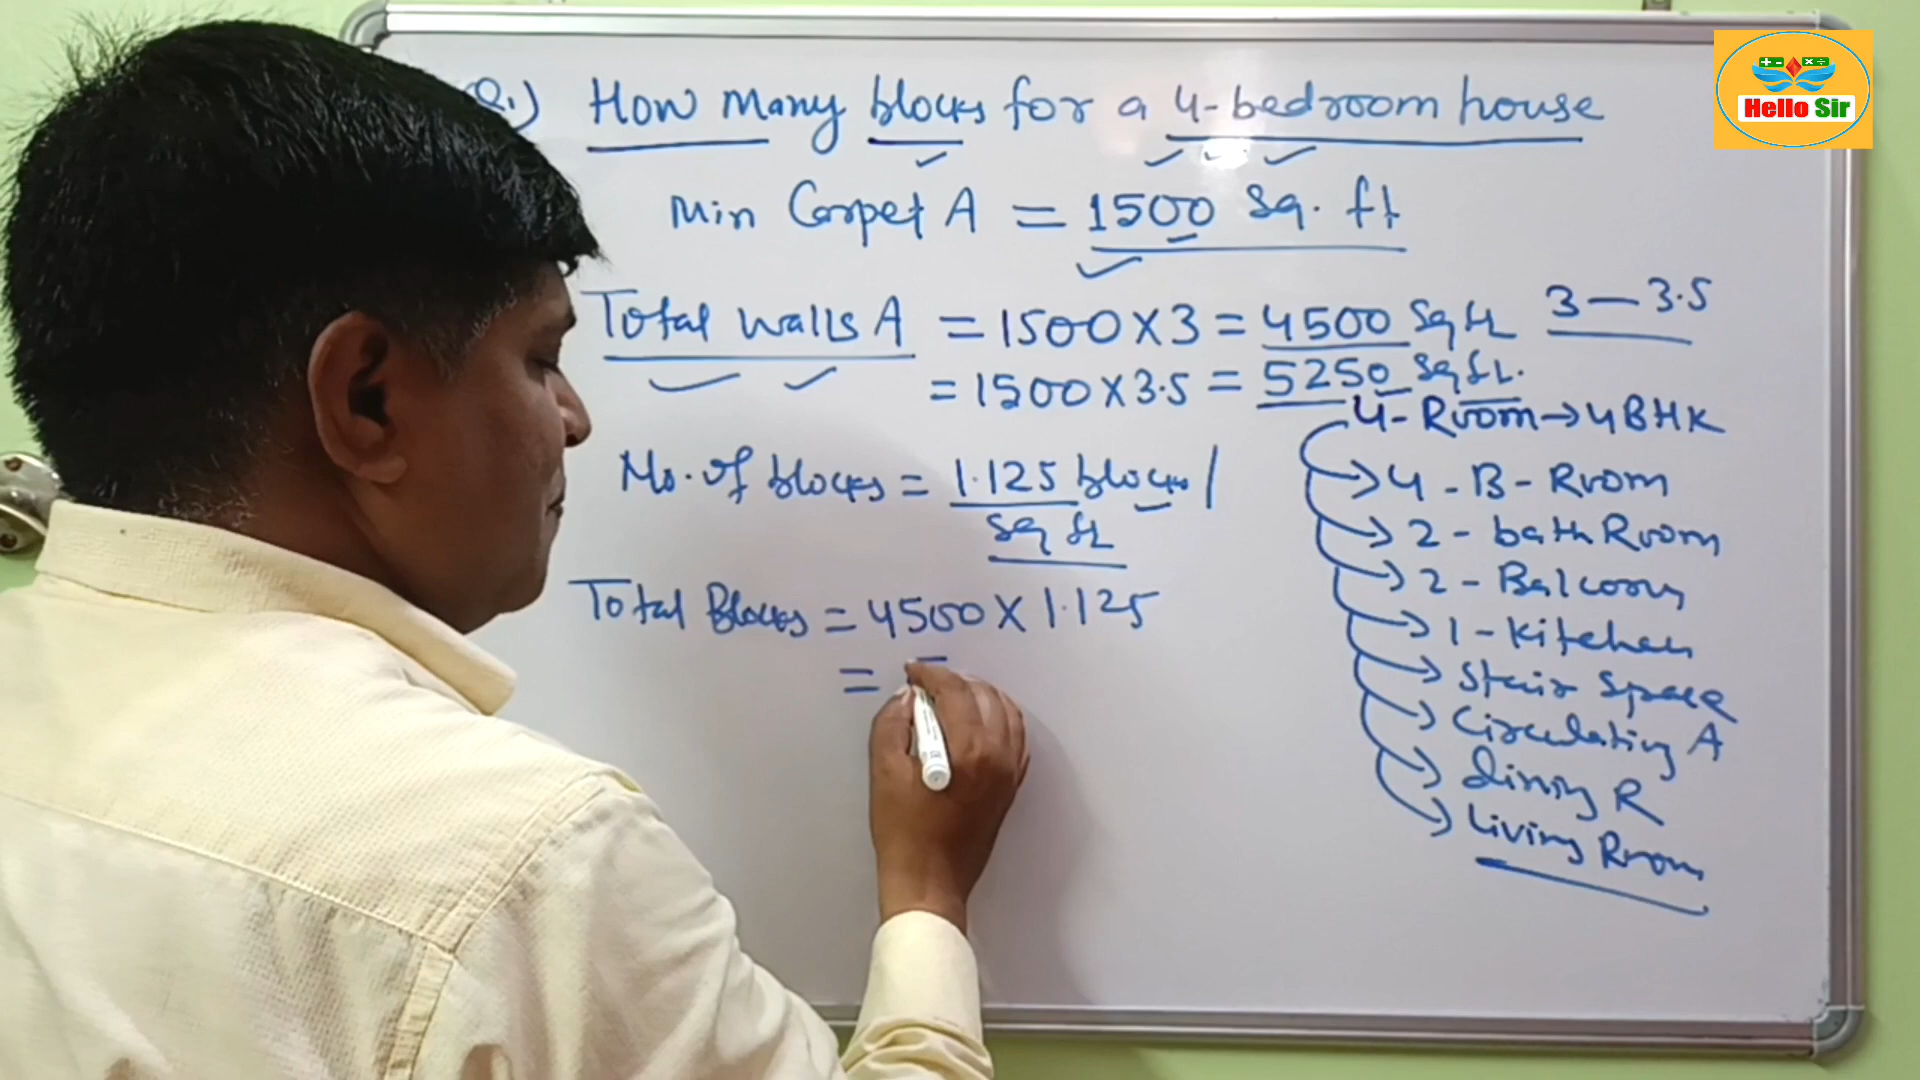 Q.) How Many blocks for a 4-bedroom house
Min Carpet A = 1500 Sq. ft
Total Walls A = 1500 X 3 = 4500 Sq ft 3 — 3.5
= 1500 X 3.5 = 5250 Sq ft.
4-Room → 4BHK
No. of blocks = 1.125 blocks /
Sq ft
Total Blocks = 4500 X 1.125
=
4 - B - Room
2 - bath Room
2 - Balcony
1 - Kitchen
Stair Space
Circulating A
dining R
Living Room
+ - × ÷
Hello Sir